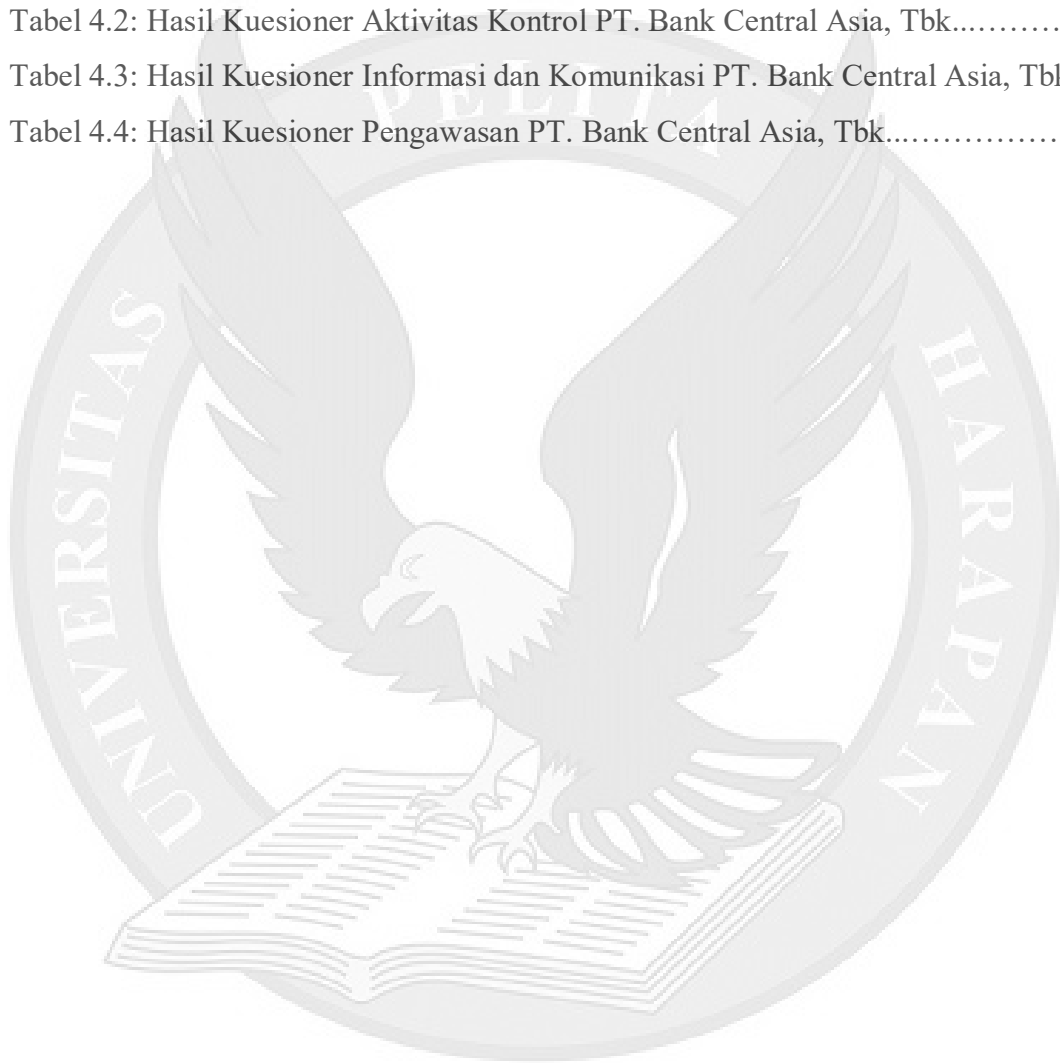 Tabel 4.2: Hasil Kuesioner Aktivitas Kontrol PT. Bank Central Asia, Tbk...………
Tabel 4.3: Hasil Kuesioner Informasi dan Komunikasi PT. Bank Central Asia, Tb
Tabel 4.4: Hasil Kuesioner Pengawasan PT. Bank Central Asia, Tbk...……………
UNIVERSITAS PELITA HARAPAN